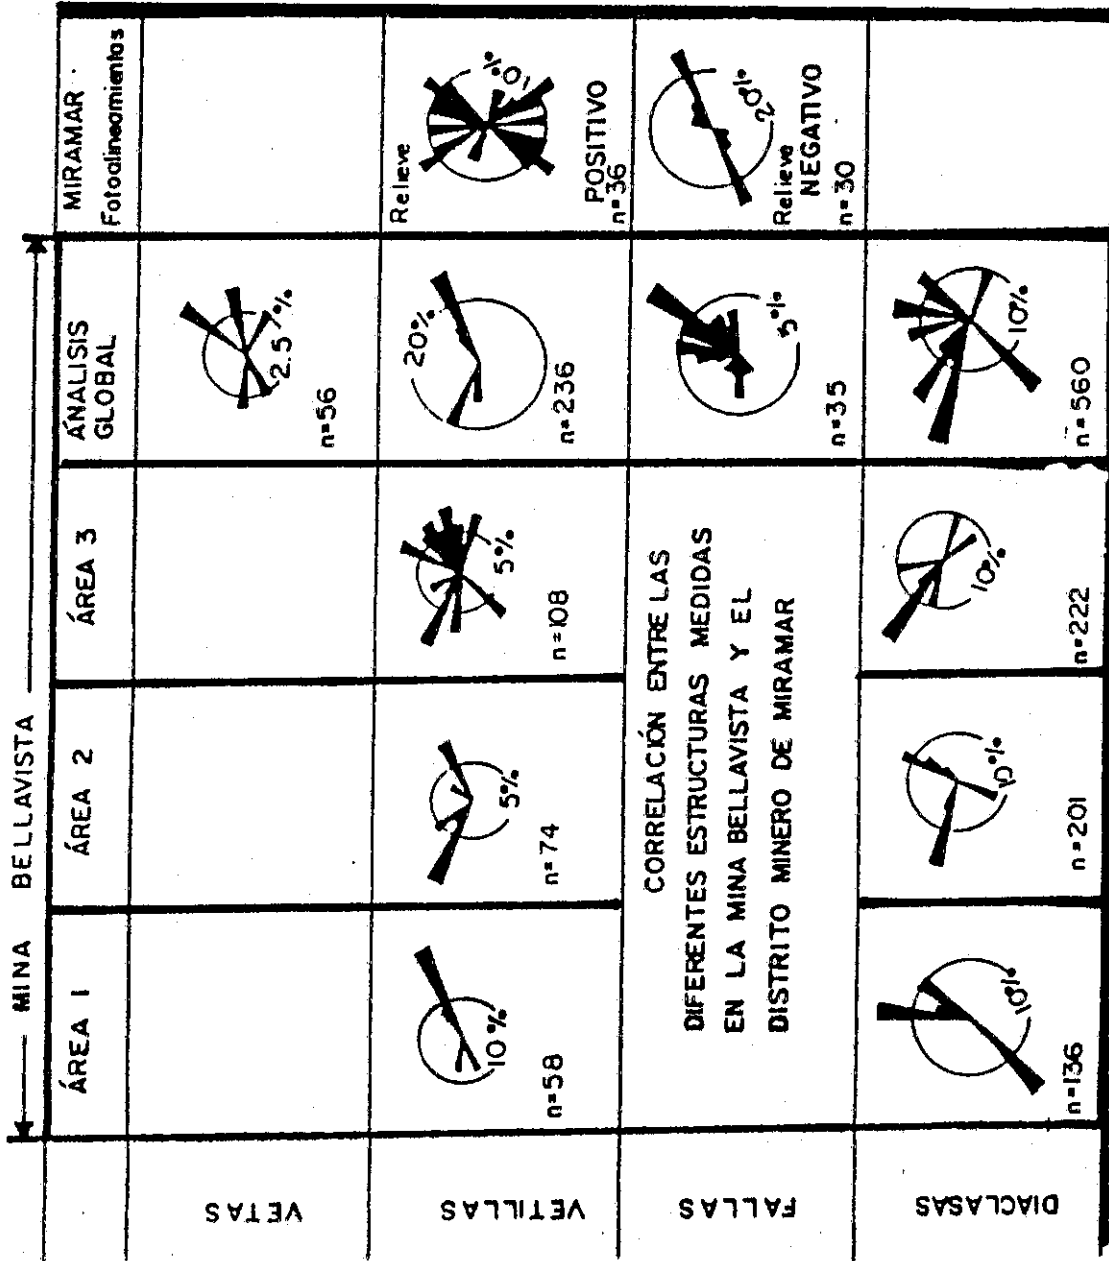 MINA BELLAVISTA
ÁREA 1
ÁREA 2
ÁREA 3
ÁNALISIS
GLOBAL
MIRAMAR
Fotoalineamientos
VETAS
2.5 %
n=56
VETILLAS
10%
n=58
5%
n=74
5%
n=108
20%
n=236
Relieve
10%
POSITIVO
n=36
FALLAS
CORRELACIÓN ENTRE LAS
DIFERENTES ESTRUCTURAS MEDIDAS
EN LA MINA BELLAVISTA Y EL
DISTRITO MINERO DE MIRAMAR
5%
n=35
20%
Relieve
NEGATIVO
n=30
DIACLASAS
10%
n=136
10%
n=201
10%
n=222
10%
n=560